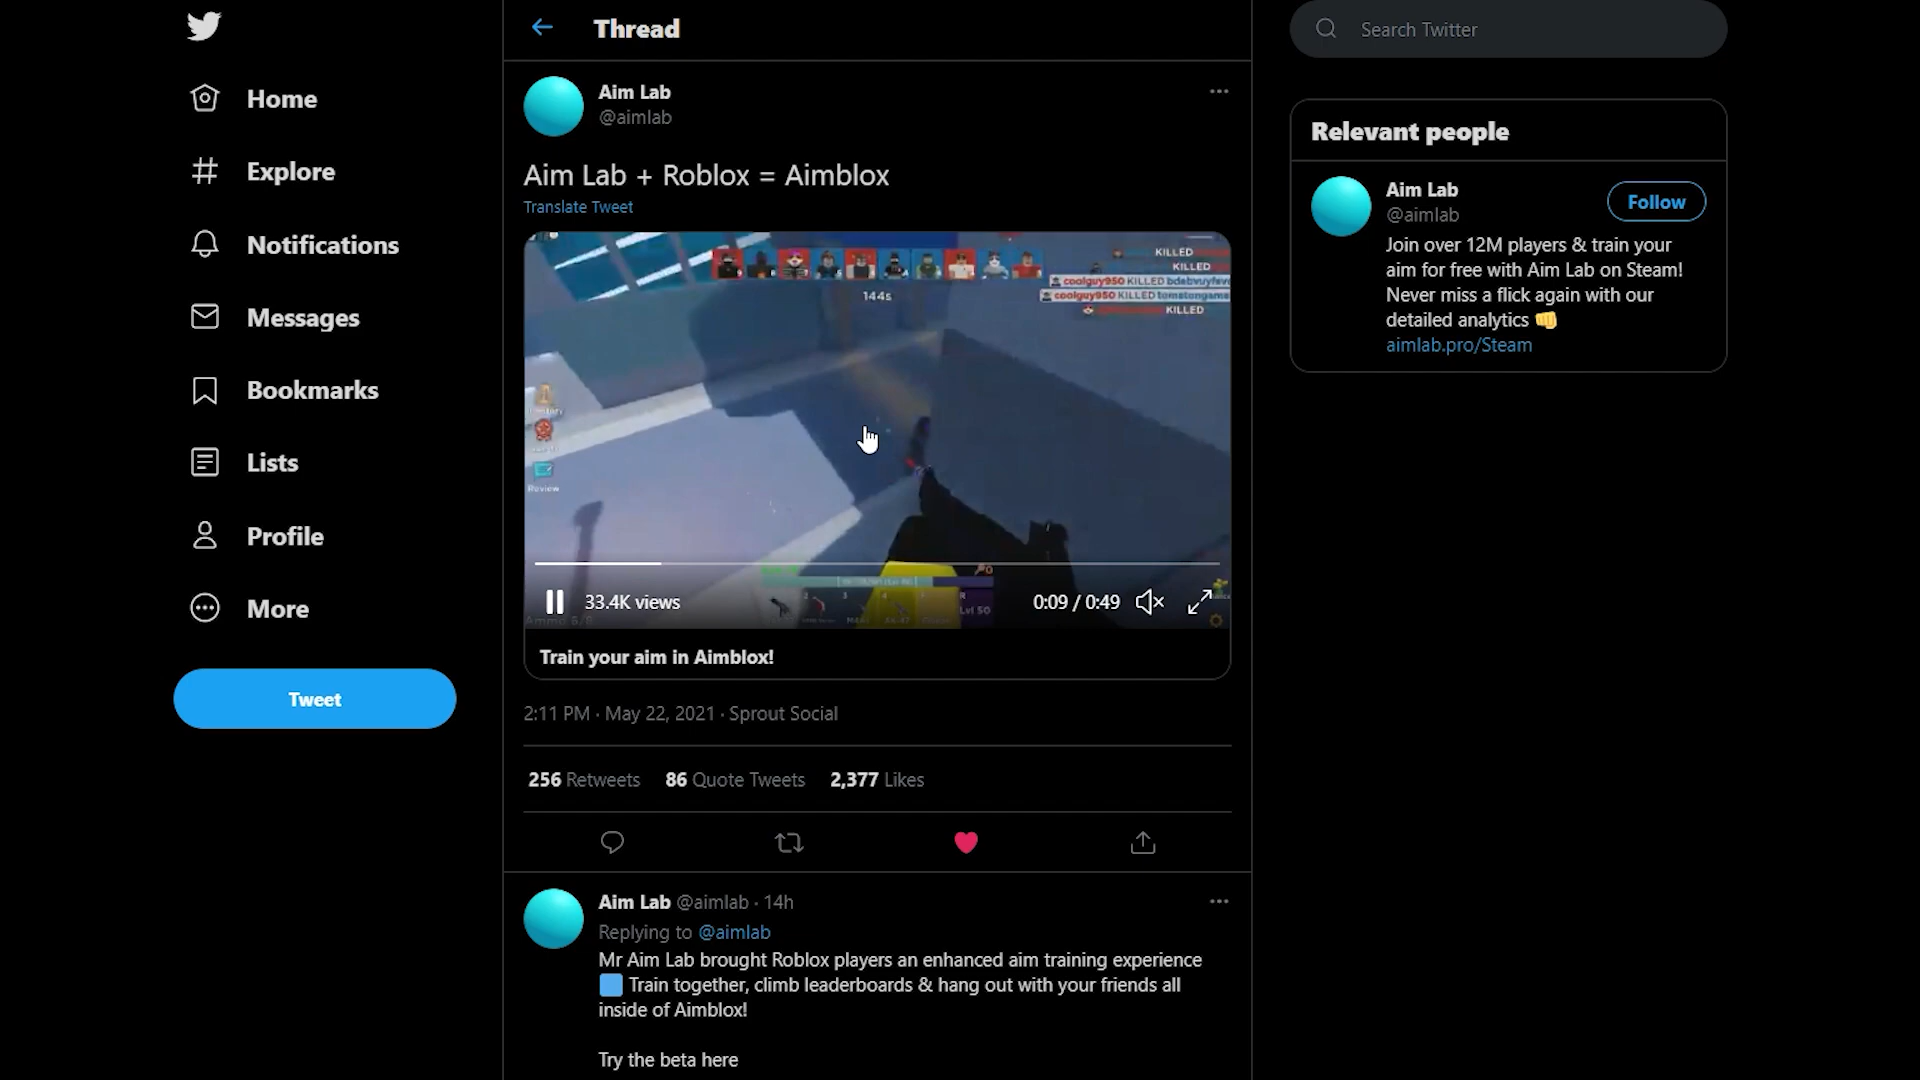 Thread
Search Twitter
Home
Explore
Notifications
Messages
Bookmarks
Lists
Profile
More
Tweet
Aim Lab
@aimlab
Aim Lab + Roblox = Aimblox
Translate Tweet
KILLED
KILLED
coolguy950 KILLED
coolguy950 KILLED
KILLED
144s
Review
Lvl 50
33.4K views
0:09 / 0:49
Train your aim in Aimblox!
2:11 PM · May 22, 2021 · Sprout Social
256 Retweets 86 Quote Tweets 2,377 Likes
Aim Lab @aimlab · 14h
Replying to @aimlab
Mr Aim Lab brought Roblox players an enhanced aim training experience
Train together, climb leaderboards & hang out with your friends all
inside of Aimblox!
Try the beta here
Relevant people
Aim Lab
@aimlab
Follow
Join over 12M players & train your
aim for free with Aim Lab on Steam!
Never miss a flick again with our
detailed analytics 👊
aimlab.pro/Steam